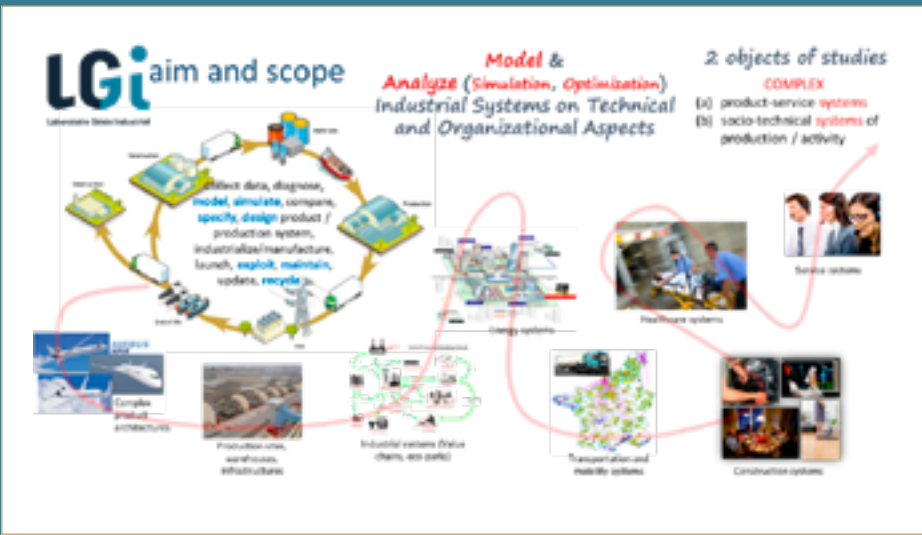 LGi aim and scope
Laboratoire Génie Industriel
Model &
Analyze (Simulation, Optimization)
Industrial Systems on Technical
and Organizational Aspects
2 objects of studies
COMPLEX
(a) product-service systems
(b) socio-technical systems of
production / activity
Collect data, diagnose,
model, simulate, compare,
specify, design product /
production system,
industrialize/manufacture,
launch, exploit, maintain,
update, recycle
Production
Complex
product
architectures
Production sites,
warehouses,
infrastructures
Industrial systems (Value
chains, eco parks)
Energy systems
Transportation and
mobility systems
Healthcare systems
Service systems
Construction systems